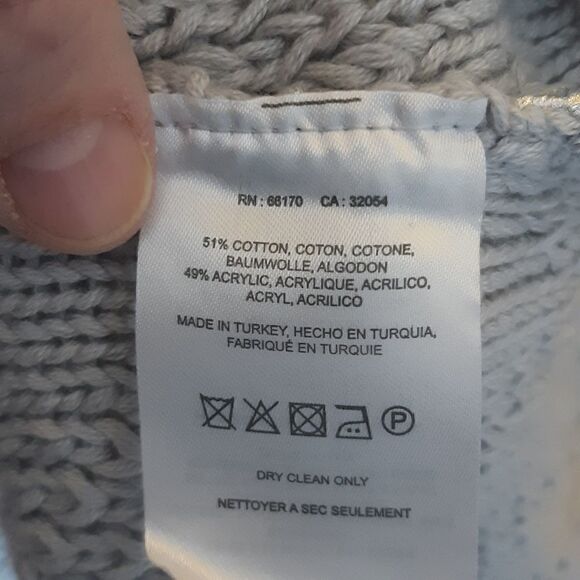 RN : 66170 CA : 32054
51% COTTON, COTON, COTONE,
BAUMWOLLE, ALGODON
49% ACRYLIC, ACRYLIQUE, ACRILICO,
ACRYL, ACRILICO
MADE IN TURKEY, HECHO EN TURQUIA,
FABRIQUÉ EN TURQUIE
P
DRY CLEAN ONLY
NETTOYER A SEC SEULEMENT